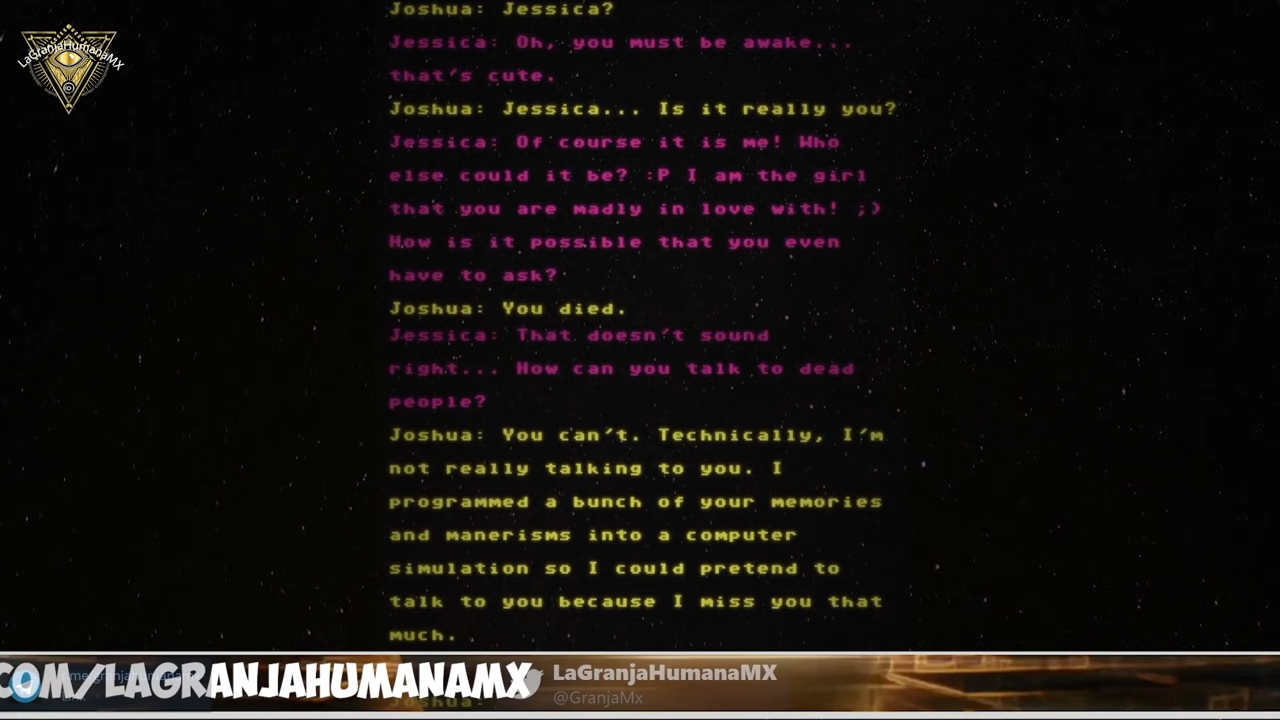 Joshua: Jessica?
LaGranjaHumanaMX
Jessica: Oh, you must be awake...
that's cute.
Joshua: Jessica... Is it really you?
Jessica: Of course it is me! Who
else could it be? :P I am the girl
that you are madly in love with! ;)
How is it possible that you even
have to ask?
Joshua: You died.
Jessica: That doesn't sound
right... How can you talk to dead
people?
Joshua: You can't. Technically, I'm
not really talking to you. I
programmed a bunch of your memories
and manerisms into a computer
simulation so I could pretend to
talk to you because I miss you that
much.
COM/LAGRANJAHUMANAMX
LaGranjaHumanaMX
@GranjaMx
Joshua: